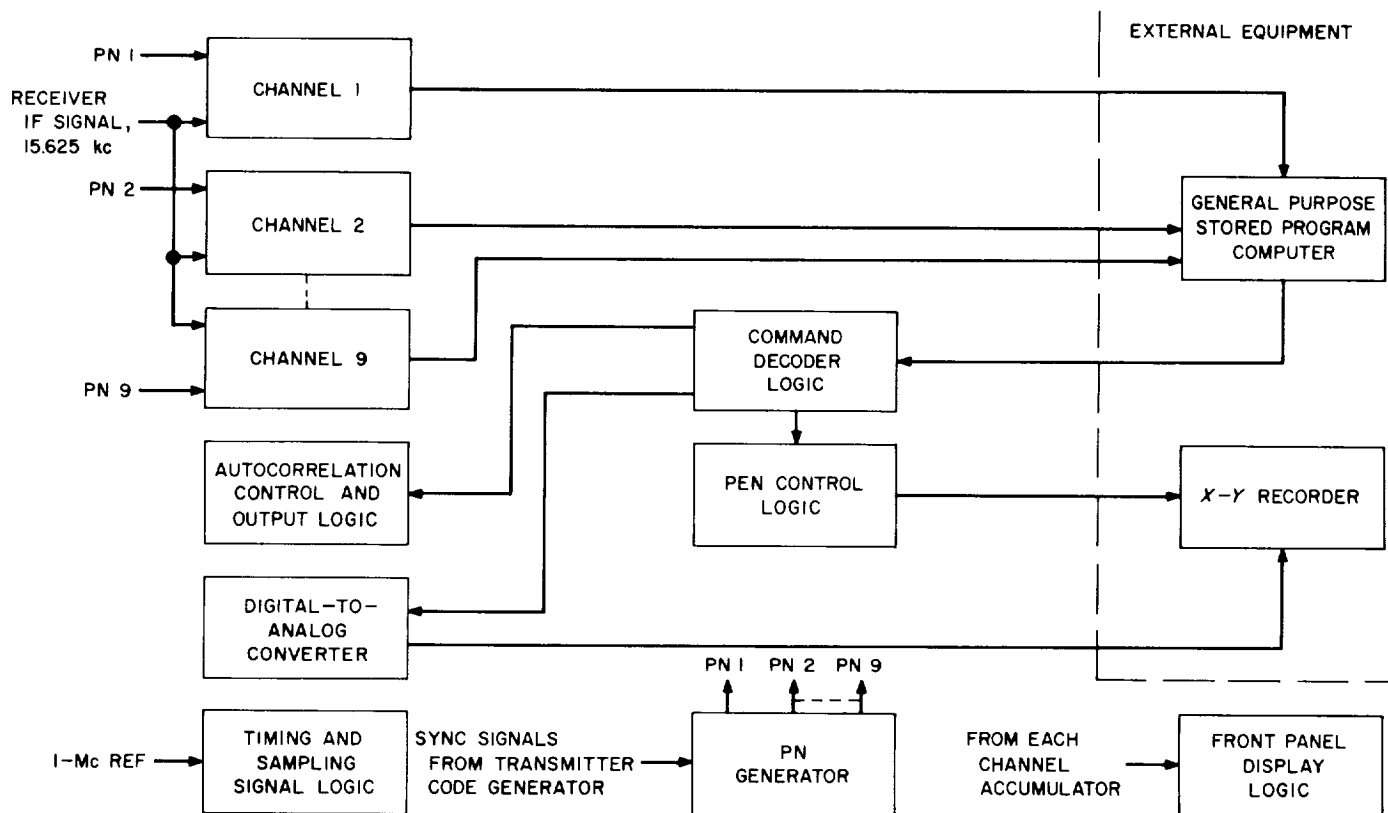 EXTERNAL EQUIPMENT
PN 1
CHANNEL 1
RECEIVER
IF SIGNAL,
15.625 kc
PN 2
CHANNEL 2
GENERAL PURPOSE
STORED PROGRAM
COMPUTER
CHANNEL 9
PN 9
COMMAND
DECODER
LOGIC
AUTOCORRELATION
CONTROL AND
OUTPUT LOGIC
PEN CONTROL
LOGIC
X-Y RECORDER
DIGITAL-TO-
ANALOG
CONVERTER
PN 1 PN 2 PN 9
1-Mc REF
TIMING AND
SAMPLING
SIGNAL LOGIC
SYNC SIGNALS
FROM TRANSMITTER
CODE GENERATOR
PN
GENERATOR
FROM EACH
CHANNEL
ACCUMULATOR
FRONT PANEL
DISPLAY
LOGIC